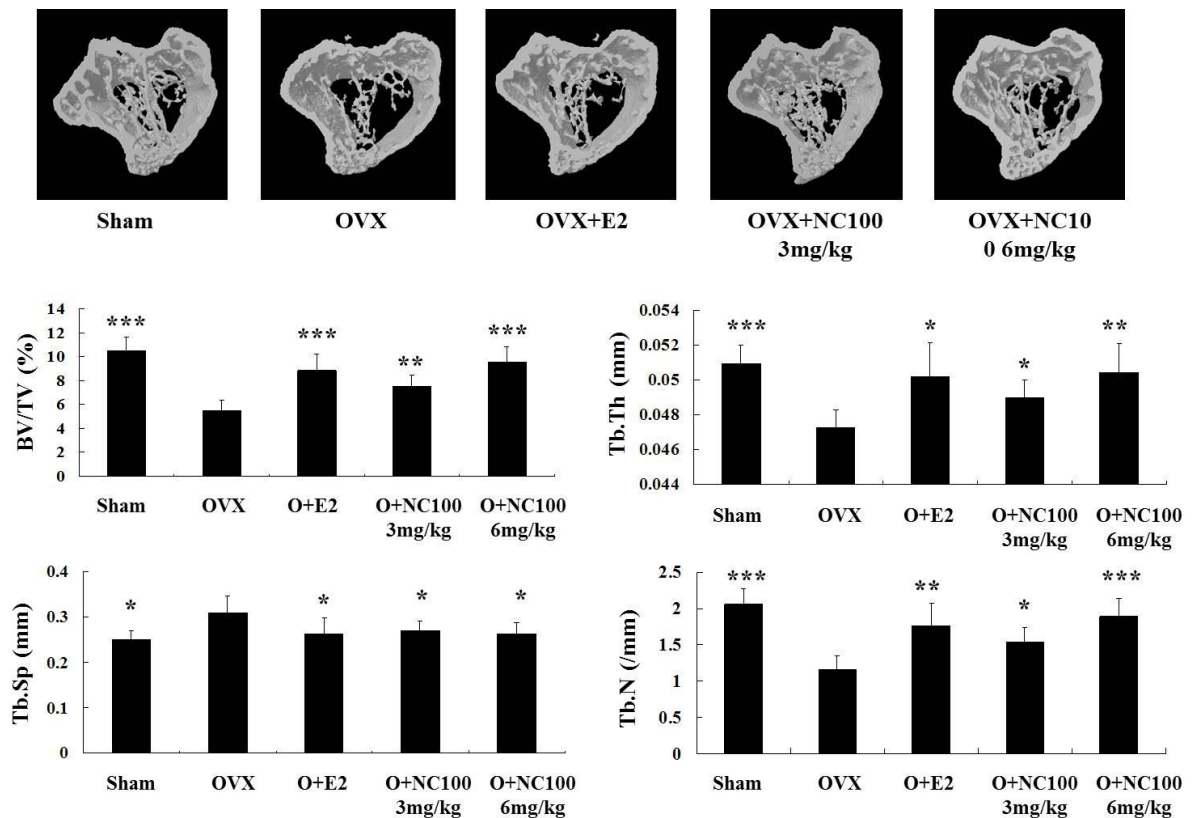 Sham
OVX
OVX+E2
OVX+NC100
3mg/kg
OVX+NC10
0 6mg/kg
BV/TV (%)
14
12
10
8
6
4
2
0
***
***
**
***
Sham
OVX
O+E2
O+NC100
3mg/kg
O+NC100
6mg/kg
Tb.Th (mm)
0.054
0.052
0.05
0.048
0.046
0.044
***
*
*
**
Sham
OVX
O+E2
O+NC100
3mg/kg
O+NC100
6mg/kg
Tb.Sp (mm)
0.4
0.3
0.2
0.1
0
*
*
*
*
Sham
OVX
O+E2
O+NC100
3mg/kg
O+NC100
6mg/kg
Tb.N (/mm)
2.5
2
1.5
1
0.5
0
***
**
*
***
Sham
OVX
O+E2
O+NC100
3mg/kg
O+NC100
6mg/kg